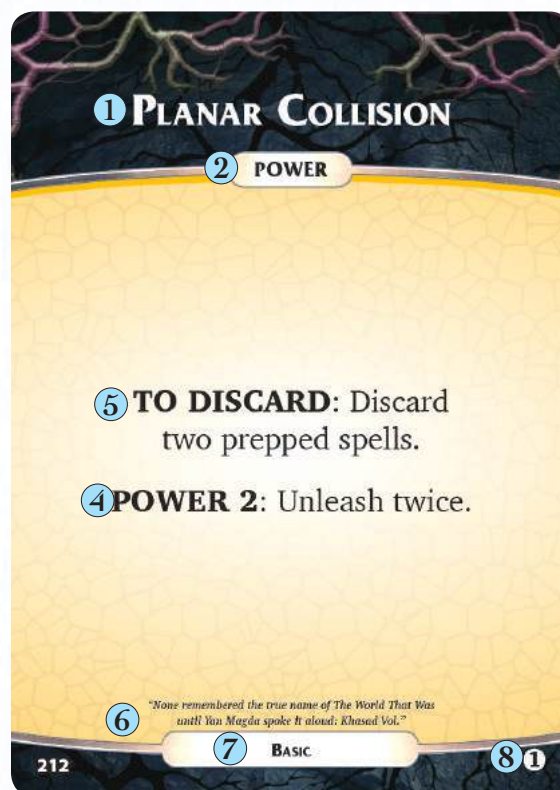 1 PLANAR COLLISION
2 POWER
5 TO DISCARD: Discard
two prepped spells.
4 POWER 2: Unleash twice.
"None remembered the true name of The World That Was
6 until Yan Magda spoke it aloud: Khasad Vol."
7 BASIC
212
8 1